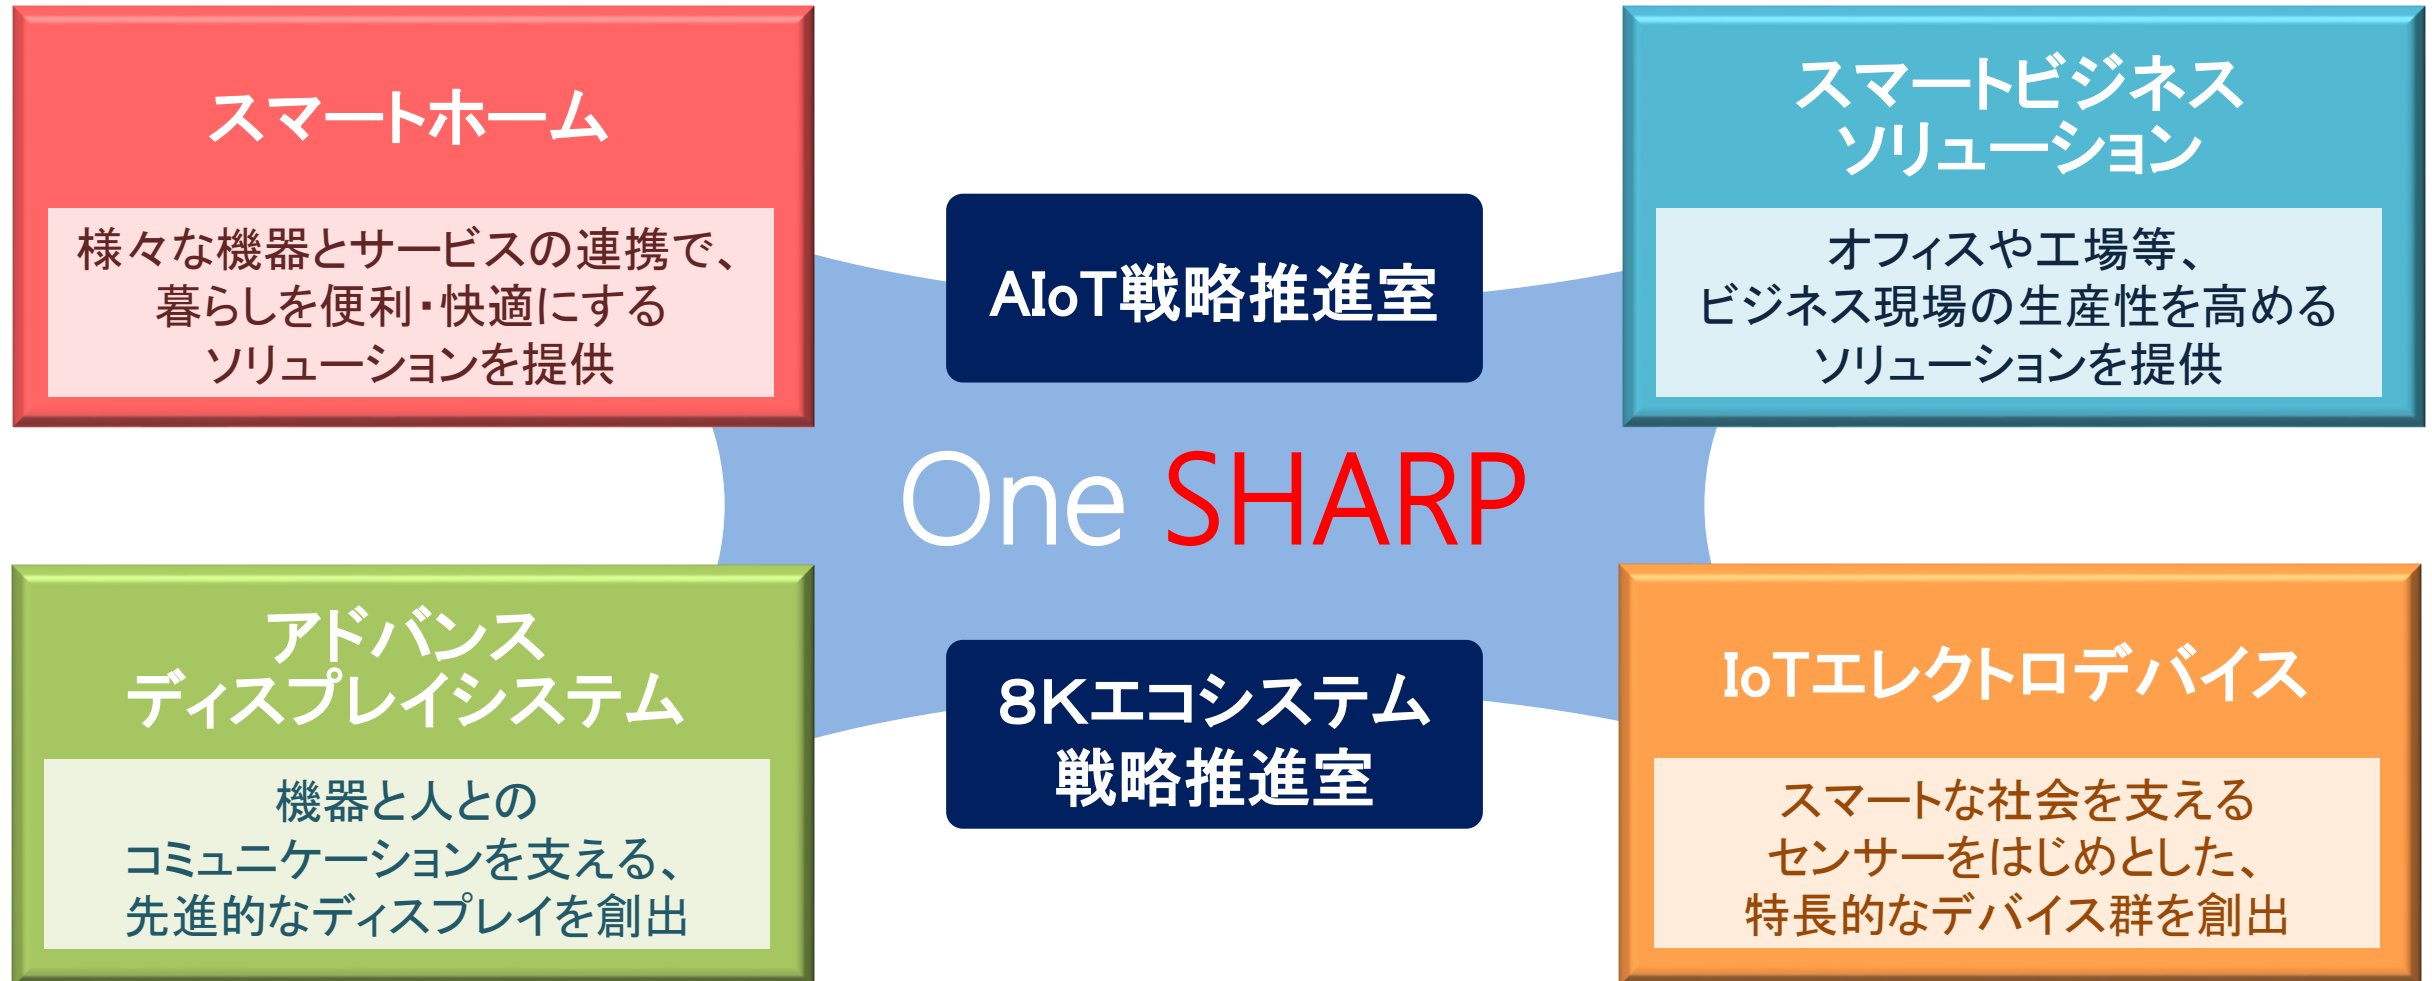 スマートホーム
様々な機器とサービスの連携で、
暮らしを便利・快適にする
ソリューションを提供
スマートビジネス
ソリューション
オフィスや工場等、
ビジネス現場の生産性を高める
ソリューションを提供
AIoT戦略推進室
One SHARP
8Kエコシステム
戦略推進室
アドバンス
ディスプレイシステム
機器と人との
コミュニケーションを支える、
先進的なディスプレイを創出
IoTエレクトロデバイス
スマートな社会を支える
センサーをはじめとした、
特長的なデバイス群を創出